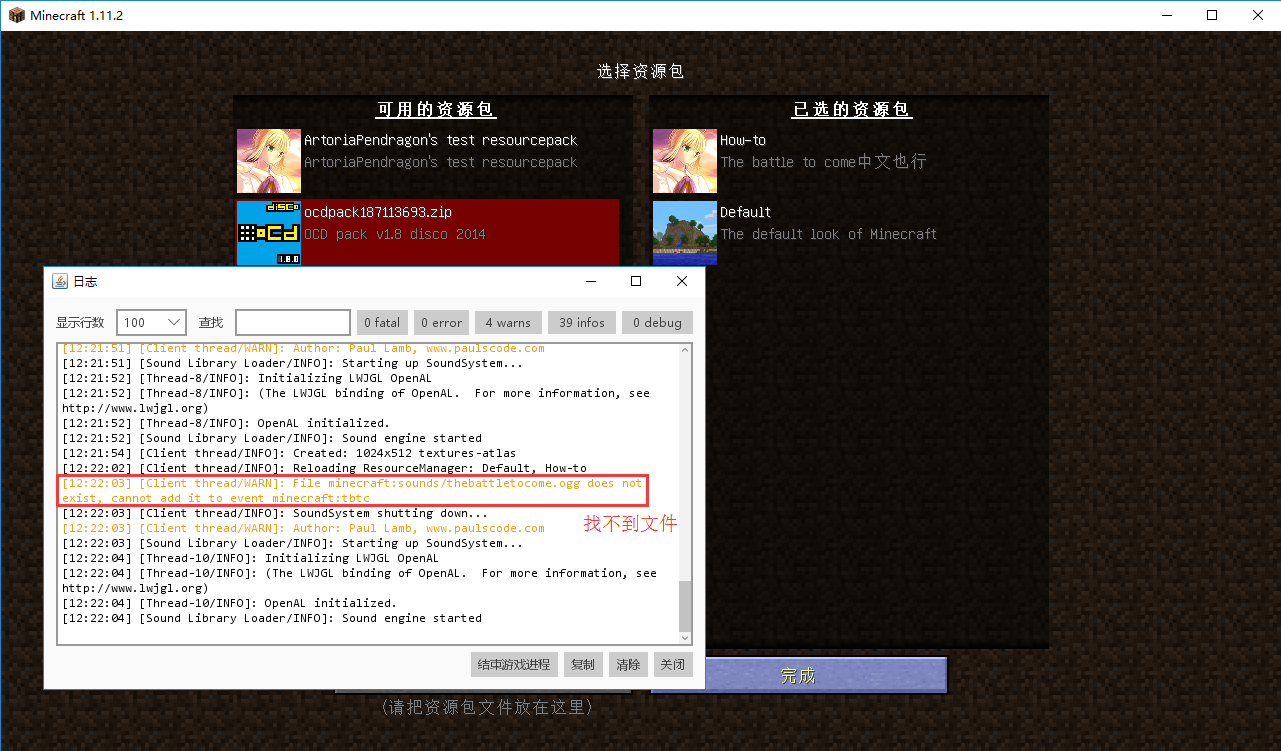 Minecraft 1.11.2
选择资源包
可用的资源包
已选的资源包
ArtoriaPendragon's test resourcepack
ArtoriaPendragon's test resourcepack
How-to
The battle to come中文也行
disco
OCD
1.8.0
ocdpack187113693.zip
OCD pack v1.8 disco 2014
Default
The default look of Minecraft
日志
显示行数 100 查找 0 fatal 0 error 4 warns 39 infos 0 debug
[12:21:51] [Client thread/WARN]: Author: Paul Lamb, www.paulscode.com
[12:21:51] [Sound Library Loader/INFO]: Starting up SoundSystem...
[12:21:52] [Thread-8/INFO]: Initializing LWJGL OpenAL
[12:21:52] [Thread-8/INFO]: (The LWJGL binding of OpenAL.  For more information, see
http://www.lwjgl.org)
[12:21:52] [Thread-8/INFO]: OpenAL initialized.
[12:21:52] [Sound Library Loader/INFO]: Sound engine started
[12:21:54] [Client thread/INFO]: Created: 1024x512 textures-atlas
[12:22:02] [Client thread/INFO]: Reloading ResourceManager: Default, How-to
[12:22:03] [Client thread/WARN]: File minecraft:sounds/thebattletocome.ogg does not
exist, cannot add it to event minecraft:tbtc
[12:22:03] [Client thread/INFO]: SoundSystem shutting down...
找不到文件
[12:22:03] [Client thread/WARN]: Author: Paul Lamb, www.paulscode.com
[12:22:03] [Sound Library Loader/INFO]: Starting up SoundSystem...
[12:22:04] [Thread-10/INFO]: Initializing LWJGL OpenAL
[12:22:04] [Thread-10/INFO]: (The LWJGL binding of OpenAL.  For more information, see
http://www.lwjgl.org)
[12:22:04] [Thread-10/INFO]: OpenAL initialized.
[12:22:04] [Sound Library Loader/INFO]: Sound engine started
结束游戏进程 复制 清除 关闭
完成
(请把资源包文件放在这里)